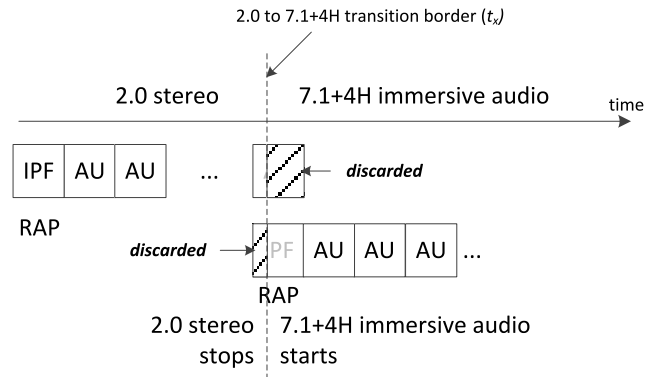 2.0 to 7.1+4H transition border (tx)
2.0 stereo 7.1+4H immersive audio
time
IPF AU AU ... discarded
RAP
discarded PF AU AU AU ...
RAP
2.0 stereo 7.1+4H immersive audio
stops starts